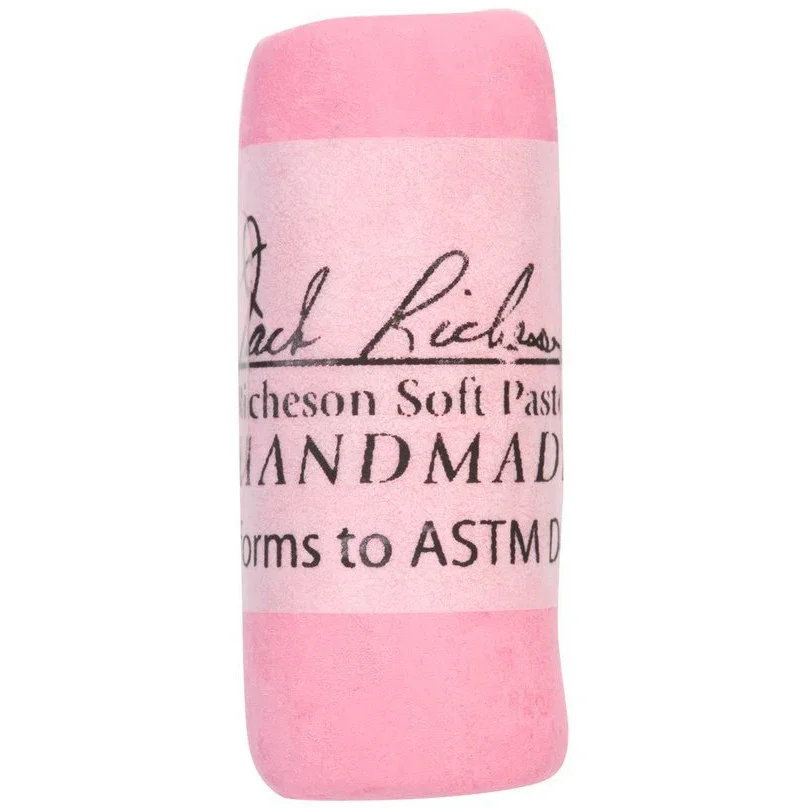 Jack Richeson
Richeson Soft Paste
HANDMADE
forms to ASTM D